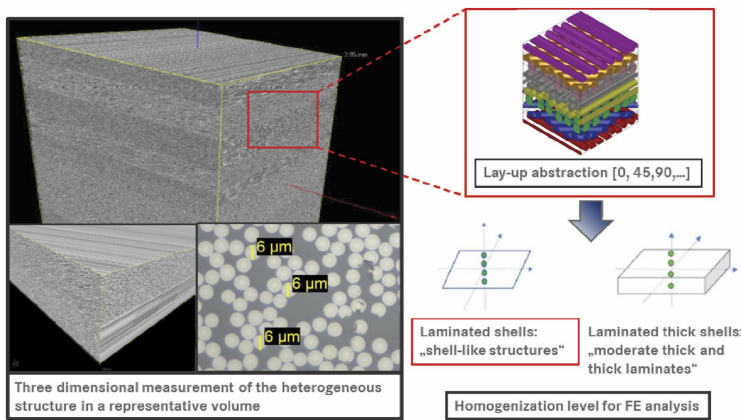 2.95 mm
6 µm
6 µm
6 µm
Three dimensional measurement of the heterogeneous
structure in a representative volume
Lay-up abstraction [0, 45,90,...]
Laminated shells:
„shell-like structures“
Laminated thick shells:
„moderate thick and
thick laminates“
Homogenization level for FE analysis